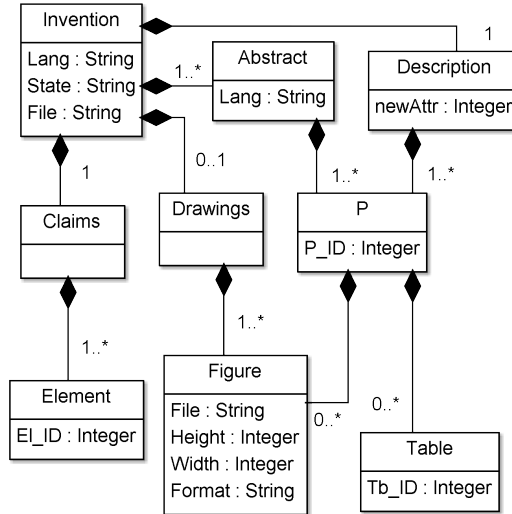 Invention
Lang : String
State : String
File : String
1
1..*
Abstract
Lang : String
Description
newAttr : Integer
0..1
1
1..*
1..*
Claims
Drawings
P
P_ID : Integer
1..*
1..*
Element
El_ID : Integer
Figure
File : String
Height : Integer
Width : Integer
Format : String
0..*
0..*
Table
Tb_ID : Integer